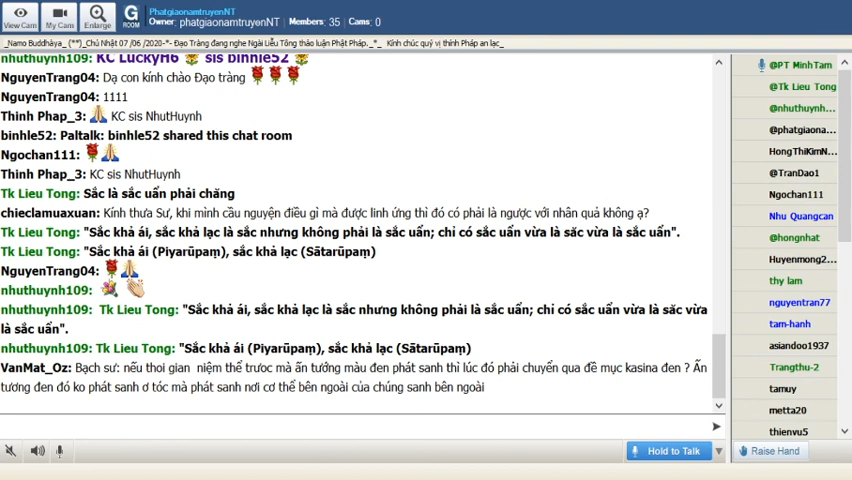 View Cam
My Cam
Enlarge
G
ROOM
PhatgiaonamtruyenNT
Owner: phatgiaonamtruyenNT | Members: 35 | Cams: 0
_Namo Buddhàya_ (**)_Chủ Nhật 07 /06 /2020-*- Đạo Tràng đang nghe Ngài Liễu Tông thảo luận Phật Pháp._*_ Kính chúc quý vị thính Pháp an lạc_
nhuthuynh109: KC LuckyH6 sis binhle52
NguyenTrang04: Dạ con kính chào Đạo tràng
NguyenTrang04: 1111
Thinh Phap_3: KC sis NhutHuynh
binhle52: Paltalk: binhle52 shared this chat room
Ngochan111:
Thinh Phap_3: KC sis NhutHuynh
Tk Lieu Tong: Sắc là sắc uẩn phải chăng
chieclamuaxuan: Kính thưa Sư, khi mình cầu nguyện điều gì mà được linh ứng thì đó có phải là ngược với nhân quả không ạ?
Tk Lieu Tong: "Sắc khả ái, sắc khả lạc là sắc nhưng không phải là sắc uẩn; chỉ có sắc uẩn vừa là săc vừa là sắc uẩn".
Tk Lieu Tong: "Sắc khả ái (Piyarūpaṃ), sắc khả lạc (Sātarūpaṃ)
NguyenTrang04:
nhuthuynh109:
nhuthuynh109: Tk Lieu Tong: "Sắc khả ái, sắc khả lạc là sắc nhưng không phải là sắc uẩn; chỉ có sắc uẩn vừa là săc vừa
là sắc uẩn".
nhuthuynh109: Tk Lieu Tong: "Sắc khả ái (Piyarūpaṃ), sắc khả lạc (Sātarūpaṃ)
VanMat_Oz: Bạch sư: nếu thoi gian niệm thể trưoc mà ấn tướng màu đen phát sanh thì lúc đó phải chuyển qua đề mục kasina đen ? Ấn
tương đen đó ko phát sanh ơ tóc mà phát sanh nơi cơ thể bên ngoài của chúng sanh bên ngoài
Hold to Talk
@PT MinhTam
@Tk Lieu Tong
@nhuthuynh...
@phatgiaona...
HongThiKimN...
@TranDao1
Ngochan111
Nhu Quangcan
@hongnhat
Huyenmong2...
thy lam
nguyentran77
tam-hanh
asiandoo1937
Trangthu-2
tamuy
metta20
thienvu5
Raise Hand